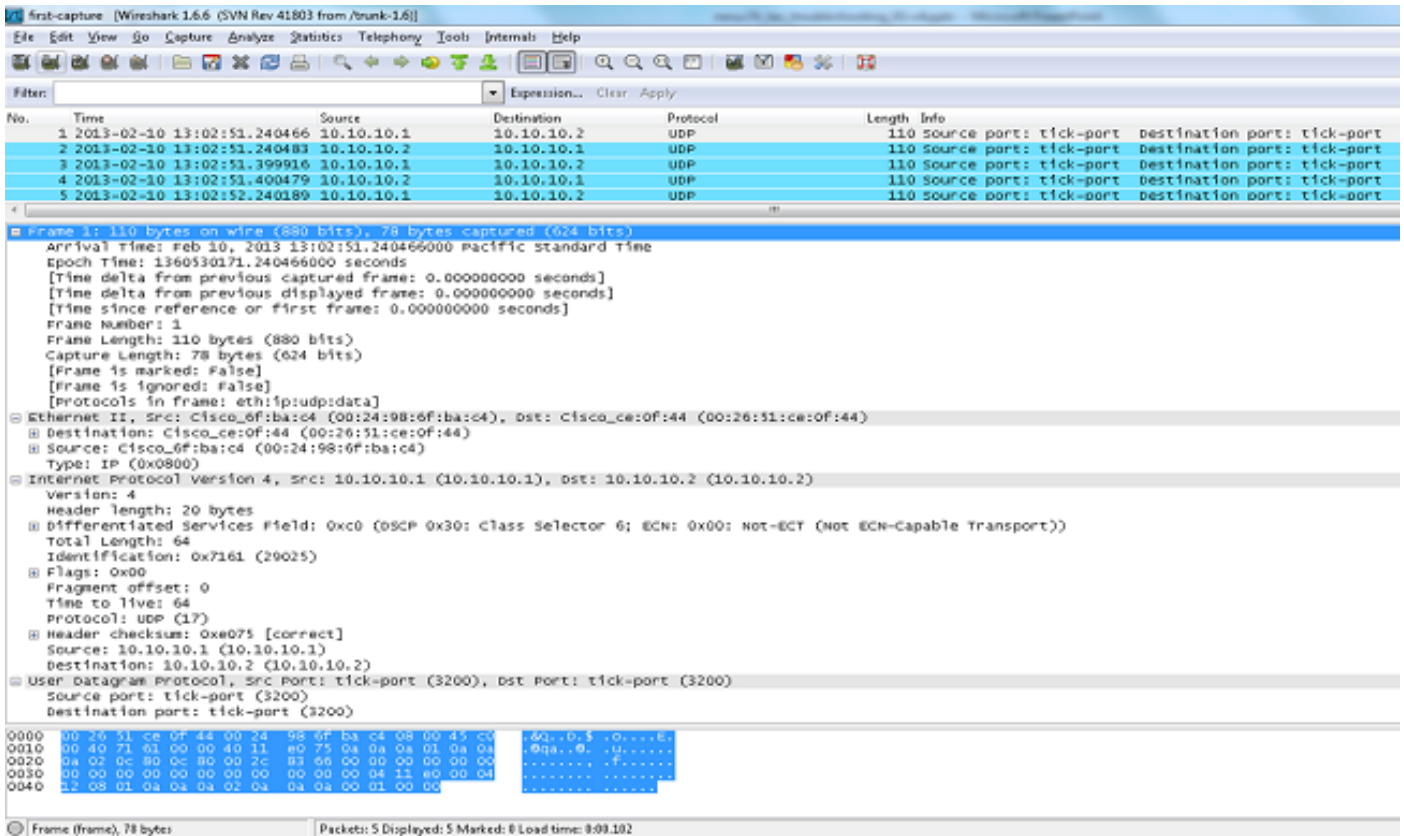 first-capture [Wireshark 1.6.6 (SVN Rev 41803 from /trunk-1.6)]
File Edit View Go Capture Analyze Statistics Telephony Tools Internals Help
Filter: Expression... Clear Apply
No. Time Source Destination Protocol Length Info
1 2013-02-10 13:02:51.240466 10.10.10.1 10.10.10.2 UDP 110 Source port: tick-port Destination port: tick-port
2 2013-02-10 13:02:51.240483 10.10.10.2 10.10.10.1 UDP 110 Source port: tick-port Destination port: tick-port
3 2013-02-10 13:02:51.399916 10.10.10.1 10.10.10.2 UDP 110 Source port: tick-port Destination port: tick-port
4 2013-02-10 13:02:51.400479 10.10.10.2 10.10.10.1 UDP 110 Source port: tick-port Destination port: tick-port
5 2013-02-10 13:02:52.240189 10.10.10.1 10.10.10.2 UDP 110 Source port: tick-port Destination port: tick-port
Frame 1: 110 bytes on wire (880 bits), 78 bytes captured (624 bits)
Arrival Time: Feb 10, 2013 13:02:51.240466000 Pacific Standard Time
Epoch Time: 1360530171.240466000 seconds
[Time delta from previous captured frame: 0.000000000 seconds]
[Time delta from previous displayed frame: 0.000000000 seconds]
[Time since reference or first frame: 0.000000000 seconds]
Frame Number: 1
Frame Length: 110 bytes (880 bits)
Capture Length: 78 bytes (624 bits)
[Frame is marked: False]
[Frame is ignored: False]
[Protocols in frame: eth:ip:udp:data]
Ethernet II, Src: Cisco_6f:ba:c4 (00:24:98:6f:ba:c4), Dst: Cisco_ce:0f:44 (00:26:51:ce:0f:44)
Destination: Cisco_ce:0f:44 (00:26:51:ce:0f:44)
Source: Cisco_6f:ba:c4 (00:24:98:6f:ba:c4)
Type: IP (0x0800)
Internet Protocol Version 4, Src: 10.10.10.1 (10.10.10.1), Dst: 10.10.10.2 (10.10.10.2)
Version: 4
Header length: 20 bytes
Differentiated Services Field: 0xc0 (DSCP 0x30: Class Selector 6; ECN: 0x00: Not-ECT (Not ECN-Capable Transport))
Total Length: 64
Identification: 0x7161 (29025)
Flags: 0x00
Fragment offset: 0
Time to live: 64
Protocol: UDP (17)
Header checksum: 0xe075 [correct]
Source: 10.10.10.1 (10.10.10.1)
Destination: 10.10.10.2 (10.10.10.2)
User Datagram Protocol, Src Port: tick-port (3200), Dst Port: tick-port (3200)
Source port: tick-port (3200)
Destination port: tick-port (3200)
0000 00 26 51 ce 0f 44 00 24 98 6f ba c4 08 00 45 c0 .&Q..D.$ .o....E.
0010 00 40 71 61 00 00 40 11 e0 75 0a 0a 0a 01 0a 0a .@qa..@. .u......
0020 0a 02 0c 80 0c 80 00 2c 83 66 00 00 00 00 00 00 ......., .f......
0030 00 00 00 00 00 00 00 00 00 00 00 04 11 e0 00 04 ........ ........
0040 12 08 01 0a 0a 0a 02 0a 0a 0a 00 01 00 00 ........ ......
Frame (frame), 78 bytes Packets: 5 Displayed: 5 Marked: 0 Load time: 0:00.102